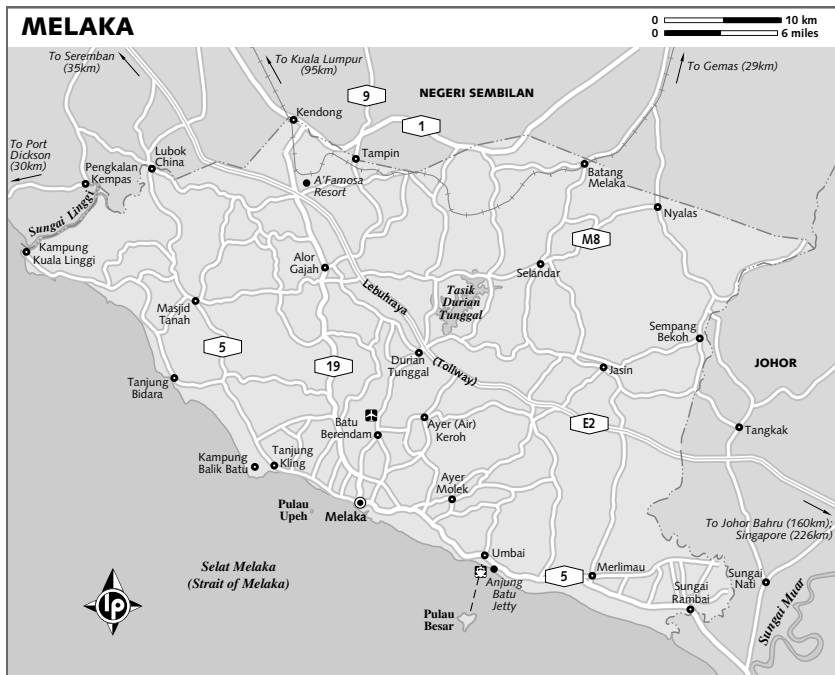 MELAKA
0 10 km
0 6 miles
To Seremban
(35km)
To Kuala Lumpur
(95km)
9
NEGERI SEMBILAN
To Gemas (29km)
Kendong
1
To Port
Dickson
(30km)
Lubok
China
Tampin
Pengkalan
Kempas
A'Famosa
Resort
Batang
Melaka
Sungai Linggi
Nyalas
Kampung
Kuala Linggi
M8
Alor
Gajah
Selandar
Lebuhraya
Tasik
Durian
Tunggal
Masjid
Tanah
Sempang
Bekoh
5
Durian
Tunggal
(Tollway)
JOHOR
19
Jasin
Tanjung
Bidara
Batu
Berendam
Ayer (Air)
Keroh
E2
Tangkak
Kampung
Balik Batu
Tanjung
Kling
Ayer
Molek
Pulau
Upeh
Melaka
To Johor Bahru (160km);
Singapore (226km)
Umbai
Selat Melaka
(Strait of Melaka)
Anjung
Batu
Jetty
5
Merlimau
Sungai
Rambai
Sungai
Nati
Sungai Muar
lp
Pulau
Besar